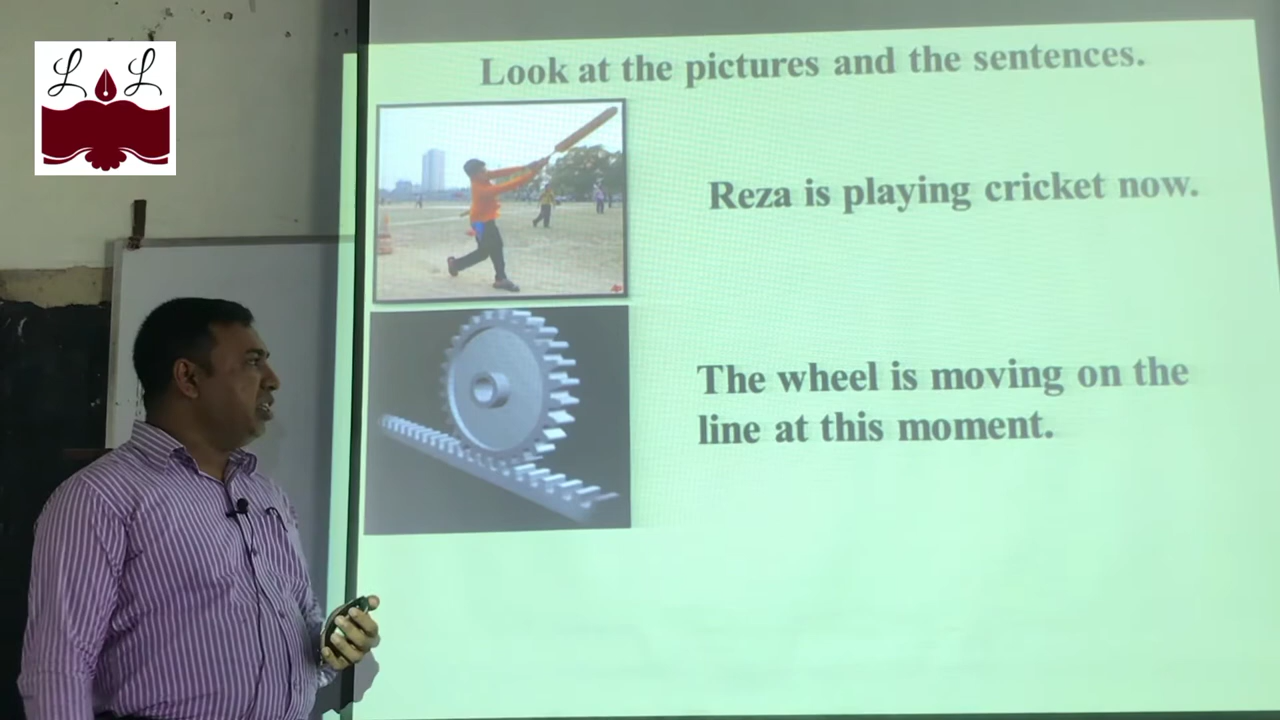 L L
Look at the pictures and the sentences.
Reza is playing cricket now.
The wheel is moving on the
line at this moment.